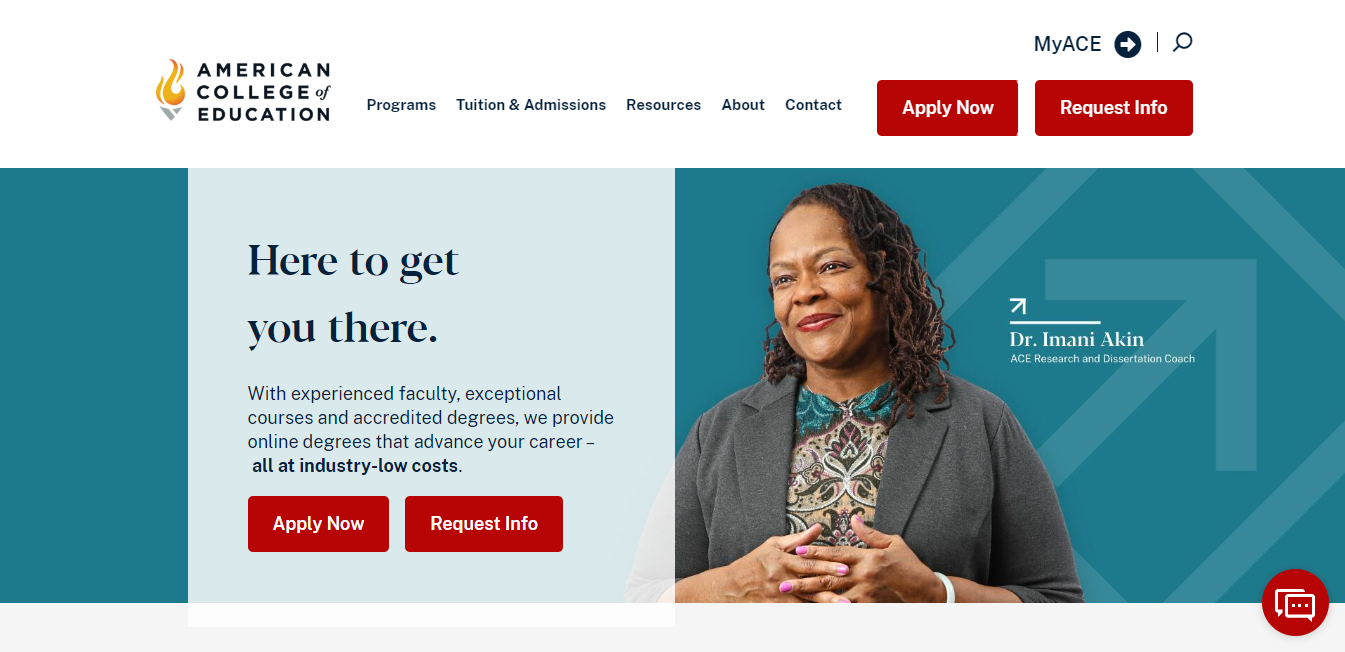 MyACE
AMERICAN
COLLEGE of
EDUCATION
Programs Tuition & Admissions Resources About Contact Apply Now Request Info
Here to get
you there.
Dr. Imani Akin
ACE Research and Dissertation Coach
With experienced faculty, exceptional
courses and accredited degrees, we provide
online degrees that advance your career –
all at industry-low costs.
Apply Now Request Info